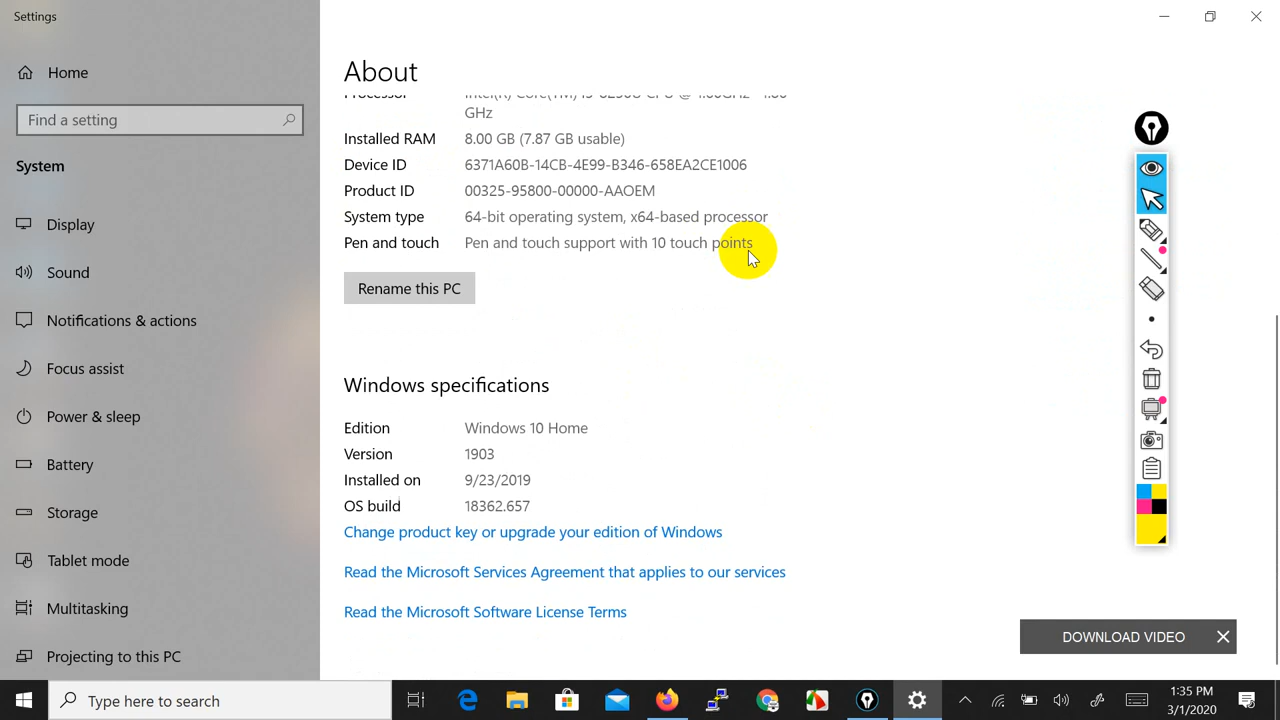 Settings
Home
Find a setting
System
Display
Sound
Notifications & actions
Focus assist
Power & sleep
Battery
Storage
Tablet mode
Multitasking
Projecting to this PC
About
Processor
GHz
Installed RAM 8.00 GB (7.87 GB usable)
Device ID 6371A60B-14CB-4E99-B346-658EA2CE1006
Product ID 00325-95800-00000-AAOEM
System type 64-bit operating system, x64-based processor
Pen and touch Pen and touch support with 10 touch points
Rename this PC
Windows specifications
Edition Windows 10 Home
Version 1903
Installed on 9/23/2019
OS build 18362.657
Change product key or upgrade your edition of Windows
Read the Microsoft Services Agreement that applies to our services
Read the Microsoft Software License Terms
DOWNLOAD VIDEO
Type here to search
1:35 PM
3/1/2020